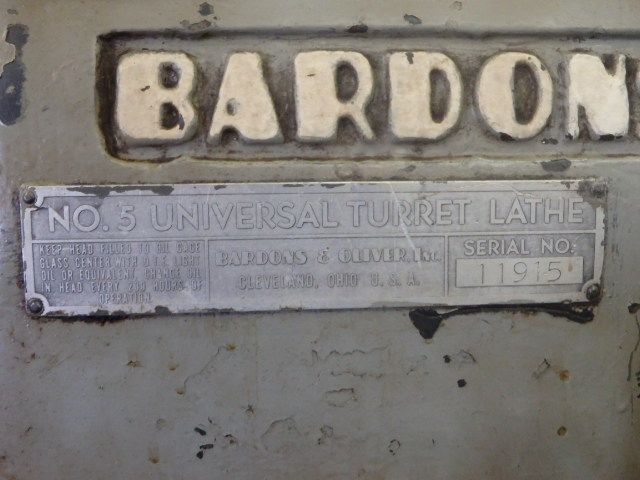 BARDON
NO. 5 UNIVERSAL TURRET LATHE
KEEP HEAD FILLED TO OIL GAGE
GLASS CENTER WITH D.T.E. LIGHT
OIL OR EQUIVALENT. CHANGE OIL
IN HEAD EVERY 200 HOURS OF
OPERATION.
BARDONS & OLIVER, INC.
CLEVELAND, OHIO U. S. A.
SERIAL NO.
11915